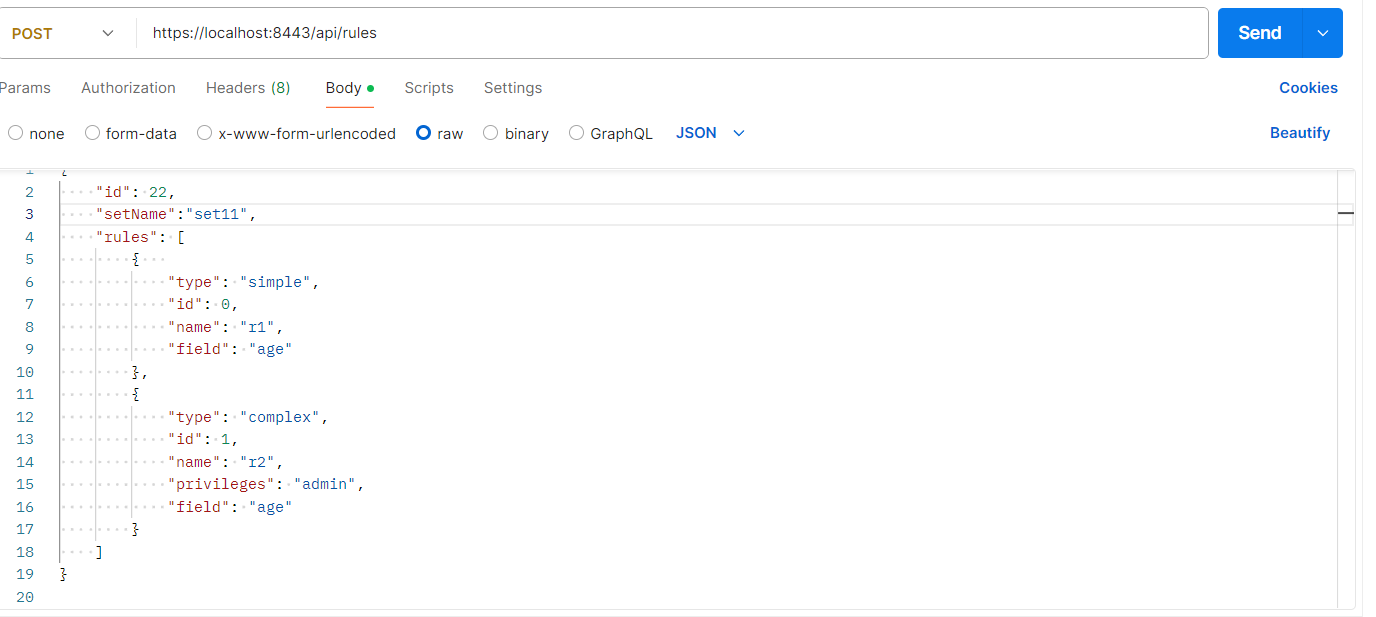 POST https://localhost:8443/api/rules Send
Params Authorization Headers (8) Body Scripts Settings Cookies
none form-data x-www-form-urlencoded raw binary GraphQL JSON Beautify
1 {
2 "id": 22,
3 "setName":"set11",
4 "rules": [
5 {
6 "type": "simple",
7 "id": 0,
8 "name": "r1",
9 "field": "age"
10 },
11 {
12 "type": "complex",
13 "id": 1,
14 "name": "r2",
15 "privileges": "admin",
16 "field": "age"
17 }
18 ]
19 }
20